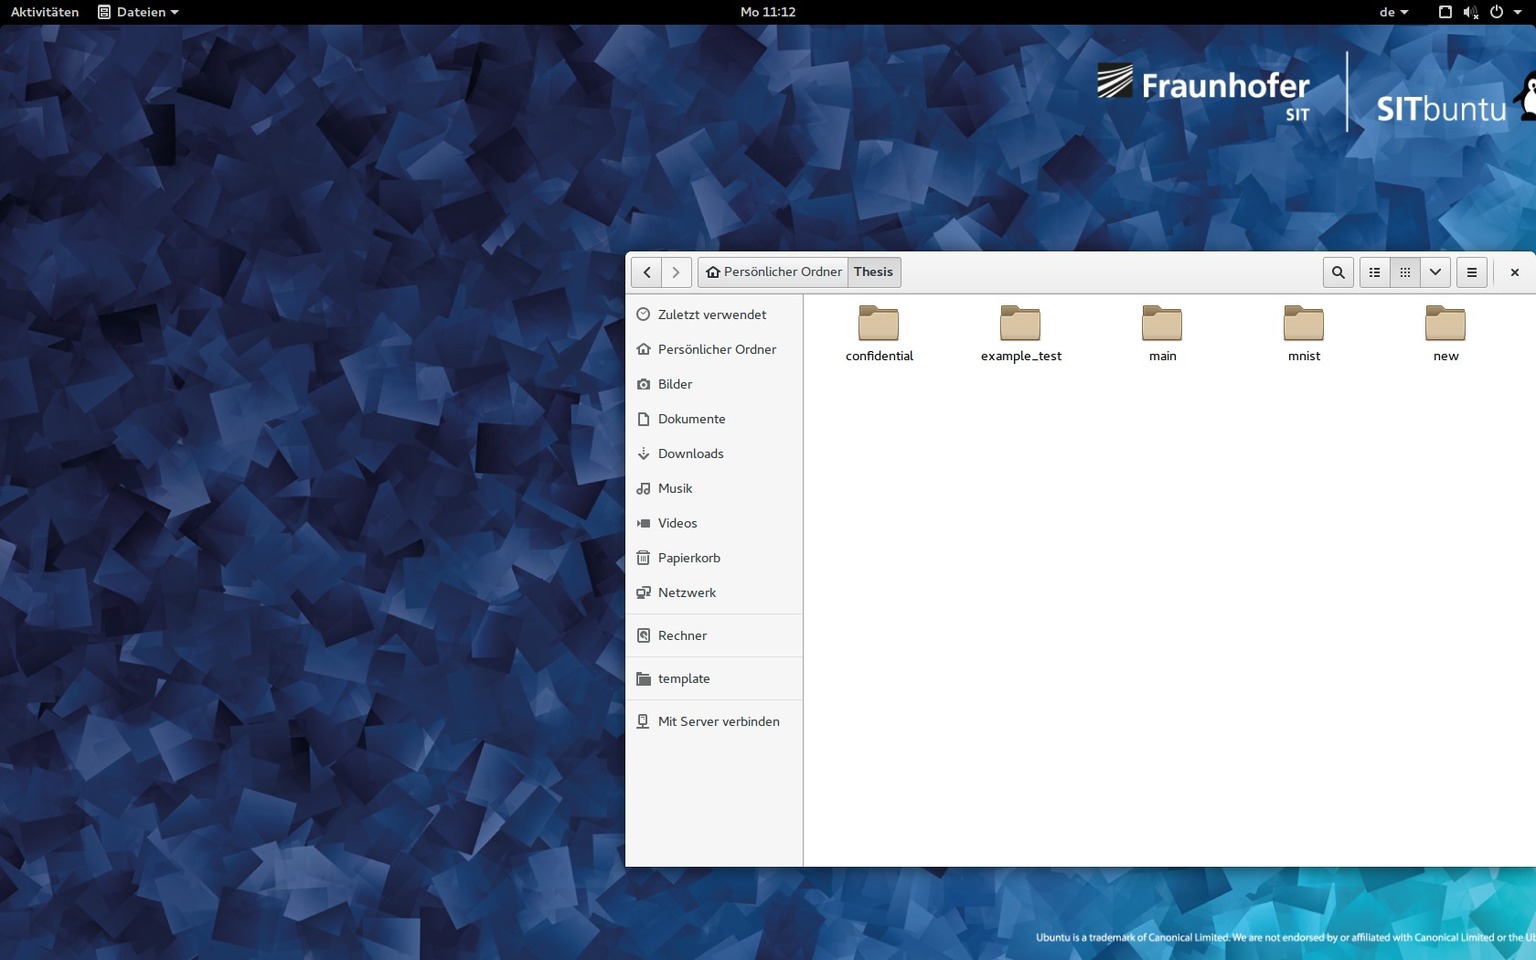 Aktivitäten Dateien Mo 11:12 de
Fraunhofer
SIT
SITbuntu
Persönlicher Ordner Thesis
Zuletzt verwendet
Persönlicher Ordner
Bilder
Dokumente
Downloads
Musik
Videos
Papierkorb
Netzwerk
Rechner
template
Mit Server verbinden
confidential example_test main mnist new
Ubuntu is a trademark of Canonical Limited. We are not endorsed by or affiliated with Canonical Limited or the